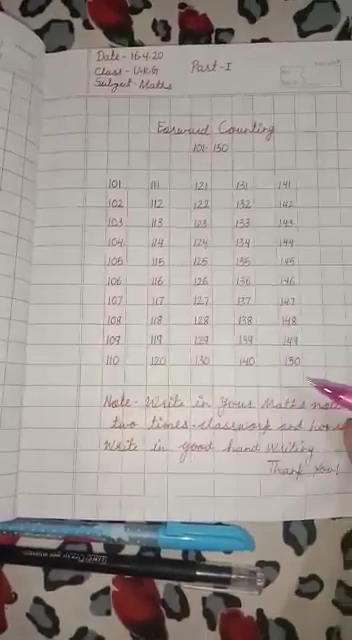 Date- 16.4.20
Part-I
Class- U.K.G
Subject- Maths
Forward Counting
101-150
101 111 121 131 141
102 112 122 132 142
103 113 123 133 143
104 114 124 134 144
105 115 125 135 145
106 116 126 136 146
107 117 127 137 147
108 118 128 138 148
109 119 129 139 149
110 120 130 140 150
Note- Write in your Maths
two times. classwork and
Write in good hand writing
Thank you!